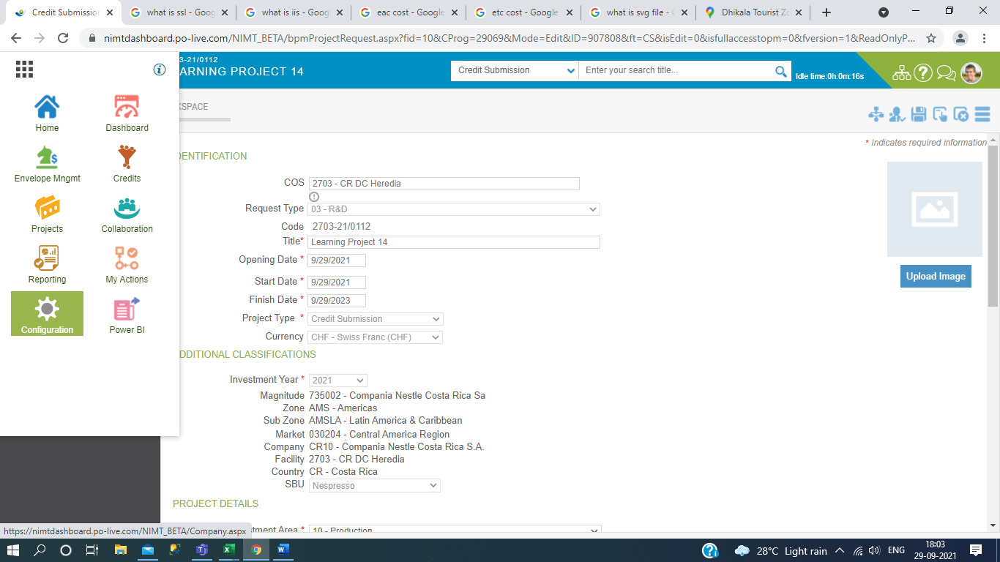 Credit Submission
what is ssl - Goog
what is iis - Goog
eac cost - Google
etc cost - Google
what is svg file - G
Dhikala Tourist Zo
nimtdashboard.po-live.com/NIMT_BETA/bpmProjectRequest.aspx?fid=10&CProg=29069&Mode=Edit&ID=907808&ft=CS&isEdit=0&isfullaccesstopm=0&fversion=1&ReadOnlyP...
3-21/0112
ARNING PROJECT 14
Credit Submission
Enter your search title...
Idle time:0h:0m:16s
Home
Dashboard
Envelope Mngmt
Credits
Projects
Collaboration
Reporting
My Actions
Configuration
Power BI
KSPACE
* Indicates required information
DENTIFICATION
COS 2703 - CR DC Heredia
Request Type 03 - R&D
Code 2703-21/0112
Title* Learning Project 14
Opening Date * 9/29/2021
Start Date * 9/29/2021
Finish Date * 9/29/2023
Project Type * Credit Submission
Currency CHF - Swiss Franc (CHF)
Upload Image
DDITIONAL CLASSIFICATIONS
Investment Year * 2021
Magnitude 735002 - Compania Nestle Costa Rica Sa
Zone AMS - Americas
Sub Zone AMSLA - Latin America & Caribbean
Market 030204 - Central America Region
Company CR10 - Compania Nestle Costa Rica S.A.
Facility 2703 - CR DC Heredia
Country CR - Costa Rica
SBU Nespresso
PROJECT DETAILS
tment Area * 10 - Production
https://nimtdashboard.po-live.com/NIMT_BETA/Company.aspx
28°C Light rain
ENG
18:03
29-09-2021